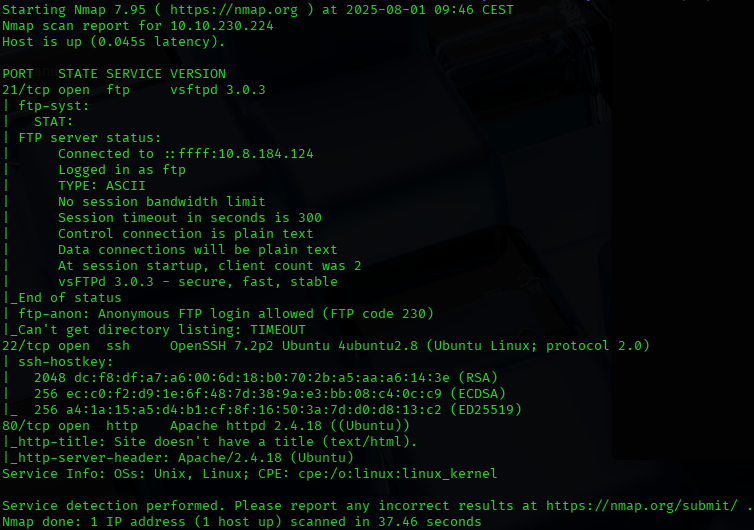 Starting Nmap 7.95 ( https://nmap.org ) at 2025-08-01 09:46 CEST
Nmap scan report for 10.10.230.224
Host is up (0.045s latency).

PORT   STATE SERVICE VERSION
21/tcp open  ftp     vsftpd 3.0.3
| ftp-syst:
|   STAT:
| FTP server status:
|      Connected to ::ffff:10.8.184.124
|      Logged in as ftp
|      TYPE: ASCII
|      No session bandwidth limit
|      Session timeout in seconds is 300
|      Control connection is plain text
|      Data connections will be plain text
|      At session startup, client count was 2
|      vsFTPd 3.0.3 - secure, fast, stable
|_End of status
| ftp-anon: Anonymous FTP login allowed (FTP code 230)
|_Can't get directory listing: TIMEOUT
22/tcp open  ssh     OpenSSH 7.2p2 Ubuntu 4ubuntu2.8 (Ubuntu Linux; protocol 2.0)
| ssh-hostkey:
|   2048 dc:f8:df:a7:a6:00:6d:18:b0:70:2b:a5:aa:a6:14:3e (RSA)
|   256 ec:c0:f2:d9:1e:6f:48:7d:38:9a:e3:bb:08:c4:0c:c9 (ECDSA)
|_  256 a4:1a:15:a5:d4:b1:cf:8f:16:50:3a:7d:d0:d8:13:c2 (ED25519)
80/tcp open  http    Apache httpd 2.4.18 ((Ubuntu))
|_http-title: Site doesn't have a title (text/html).
|_http-server-header: Apache/2.4.18 (Ubuntu)
Service Info: OSs: Unix, Linux; CPE: cpe:/o:linux:linux_kernel

Service detection performed. Please report any incorrect results at https://nmap.org/submit/ .
Nmap done: 1 IP address (1 host up) scanned in 37.46 seconds